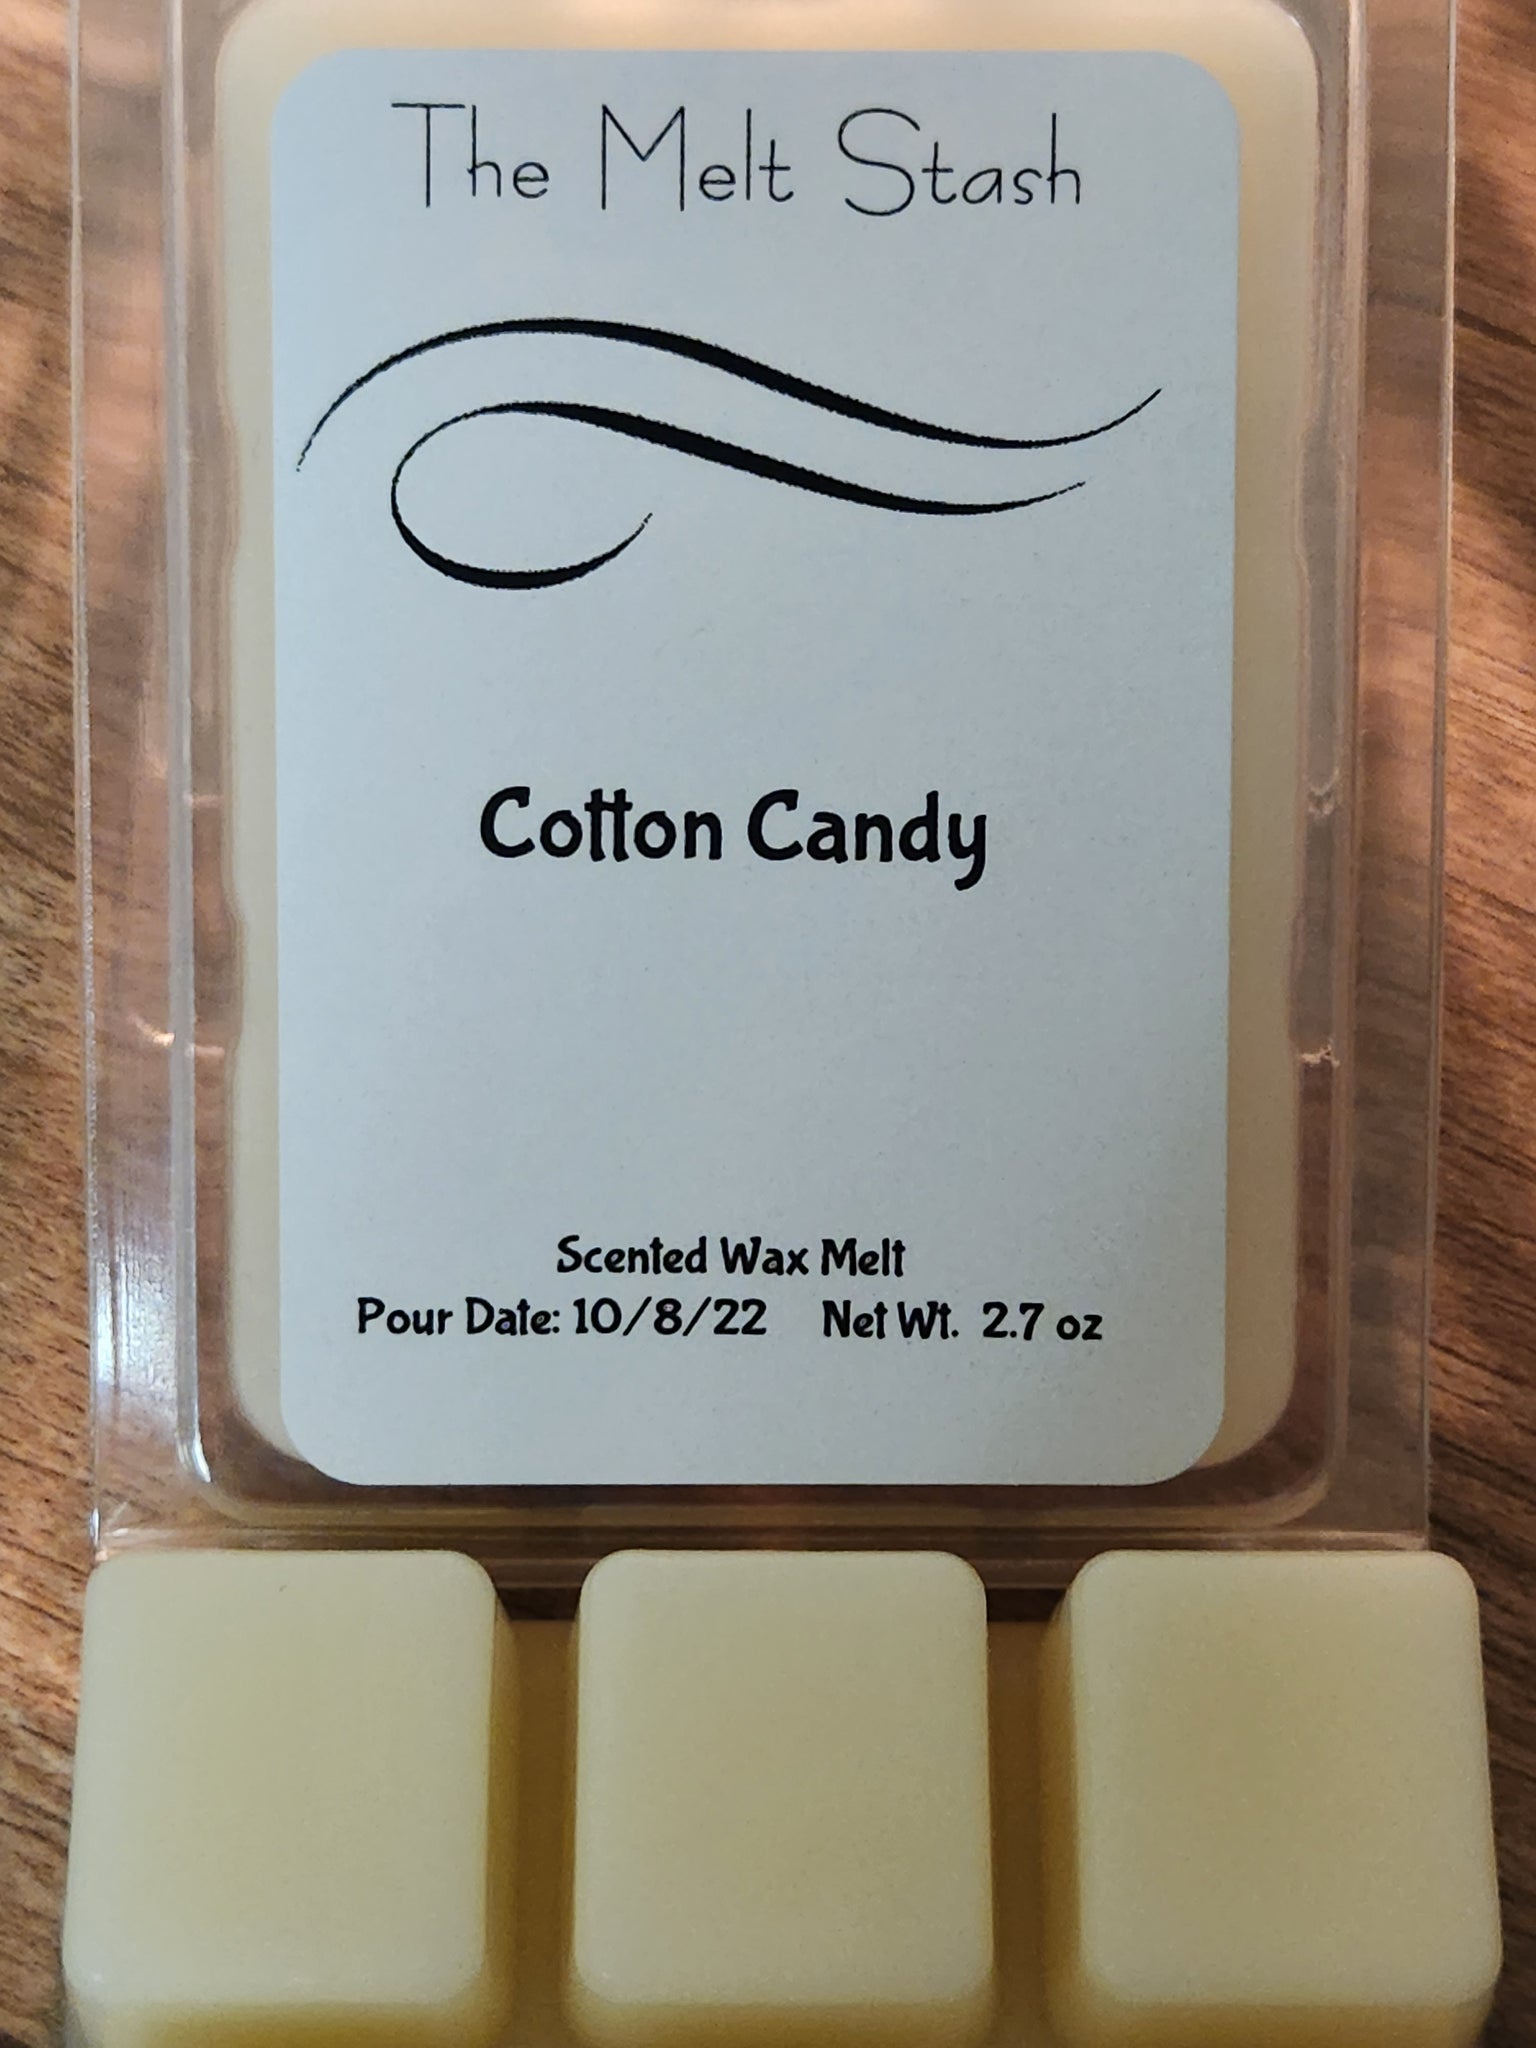 The Melt Stash
Cotton Candy
Scented Wax Melt
Pour Date: 10/8/22 Net Wt. 2.7 oz